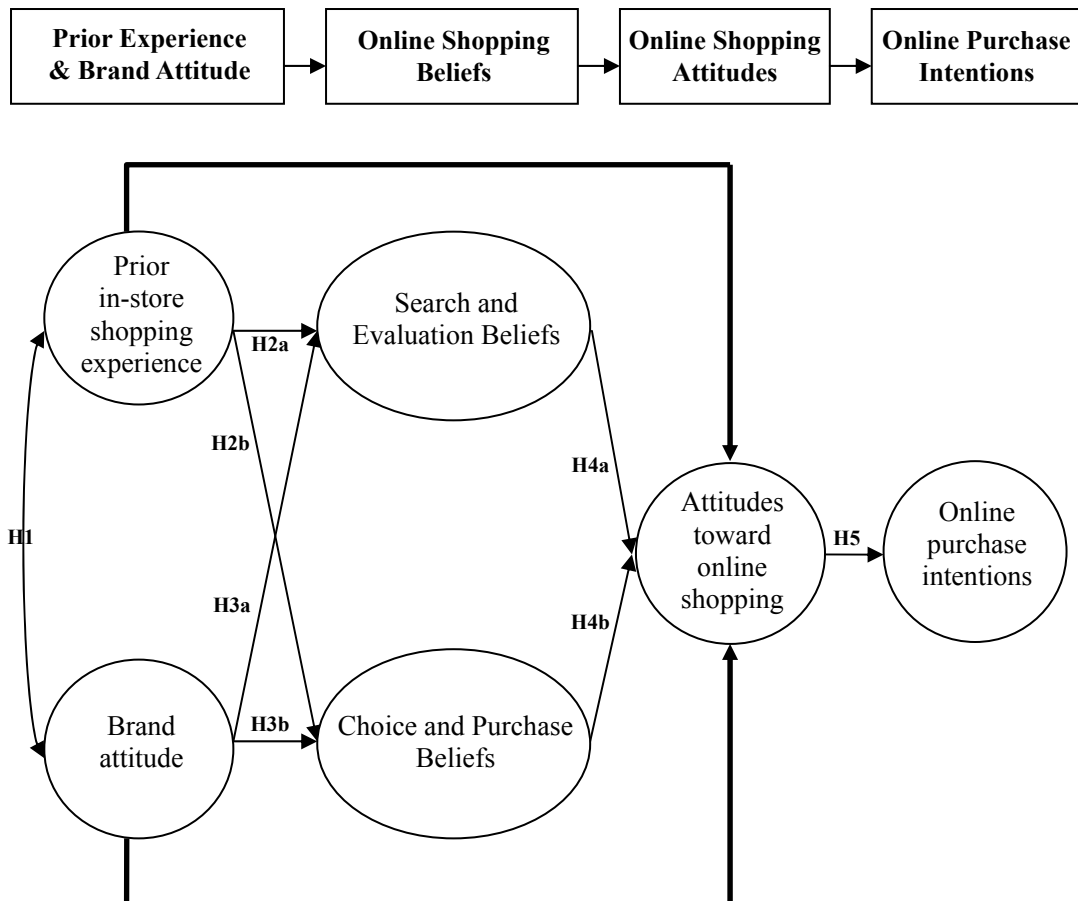 Prior Experience
& Brand Attitude
Online Shopping
Beliefs
Online Shopping
Attitudes
Online Purchase
Intentions
Prior
in-store
shopping
experience
Search and
Evaluation Beliefs
H2a
H2b
H4a
H1
Attitudes
toward
online
shopping
H5
Online
purchase
intentions
H3a
H4b
Brand
attitude
H3b
Choice and Purchase
Beliefs